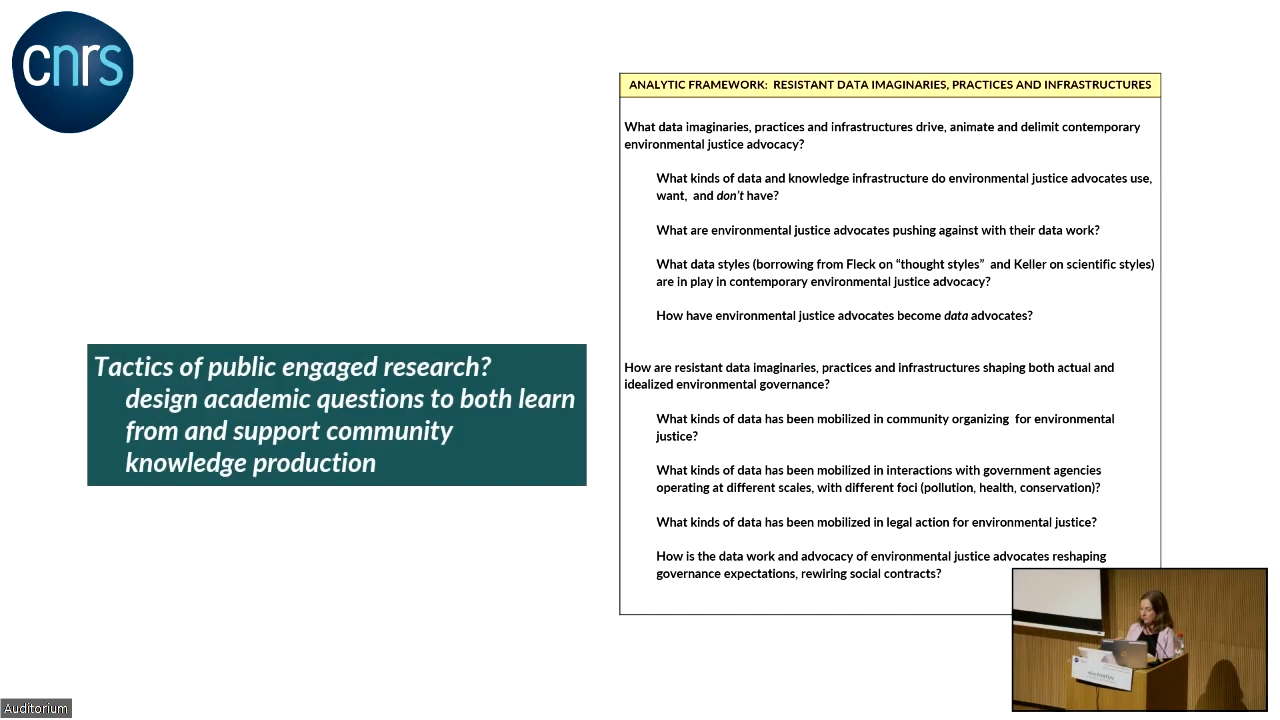 cnrs
Tactics of public engaged research?
design academic questions to both learn
from and support community
knowledge production
ANALYTIC FRAMEWORK: RESISTANT DATA IMAGINARIES, PRACTICES AND INFRASTRUCTURES
What data imaginaries, practices and infrastructures drive, animate and delimit contemporary
environmental justice advocacy?
What kinds of data and knowledge infrastructure do environmental justice advocates use,
want, and don't have?
What are environmental justice advocates pushing against with their data work?
What data styles (borrowing from Fleck on “thought styles” and Keller on scientific styles)
are in play in contemporary environmental justice advocacy?
How have environmental justice advocates become data advocates?
How are resistant data imaginaries, practices and infrastructures shaping both actual and
idealized environmental governance?
What kinds of data has been mobilized in community organizing for environmental
justice?
What kinds of data has been mobilized in interactions with government agencies
operating at different scales, with different foci (pollution, health, conservation)?
What kinds of data has been mobilized in legal action for environmental justice?
How is the data work and advocacy of environmental justice advocates reshaping
governance expectations, rewiring social contracts?
Auditorium